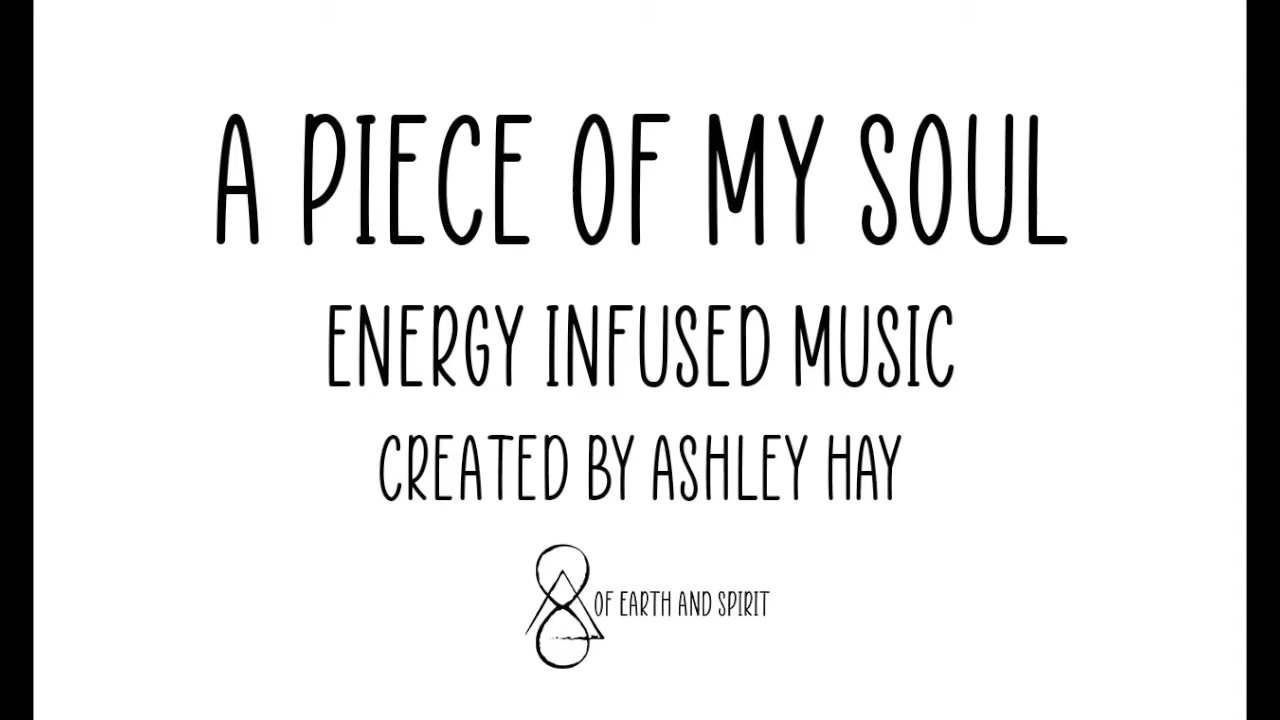 A PIECE OF MY SOUL
ENERGY INFUSED MUSIC
CREATED BY ASHLEY HAY
OF EARTH AND SPIRIT